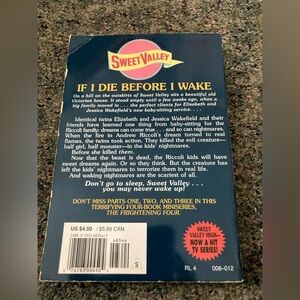 SWEET VALLEY
IF I DIE BEFORE I WAKE
On a hill on the outskirts of Sweet Valley sits a beautiful old
Victorian house. It stood empty until a few weeks ago, when a
big family moved in . . . the perfect clients for Elizabeth and
Jessica Wakefield's new baby-sitting service. . . .
Identical twins Elizabeth and Jessica Wakefield and their
friends have learned one thing from baby-sitting for the
Riccoli family: dreams can come true . . . and so can nightmares.
When the fire in Andrew Riccoli's dream turned to real
flames, the twins took action. They killed the evil creature—
half girl, half monster—in the kids' nightmares.
Before she killed them.
Now that the beast is dead, the Riccoli kids will have
sweet dreams again. Or so they think. But the creature has
left the kids' nightmares to terrorize them in real life.
And waking nightmares are the scariest of all.
Don't go to sleep, Sweet Valley . . .
you may never wake up!
DON'T MISS PARTS ONE, TWO, AND THREE IN THIS
TERRIFYING FOUR-BOOK MINISERIES,
THE FRIGHTENING FOUR.
US $4.50 / $5.99 CAN
48344
S
SWEET
VALLEY HIGH—
NOW A HIT
TV SERIES!
RL 4 008-012